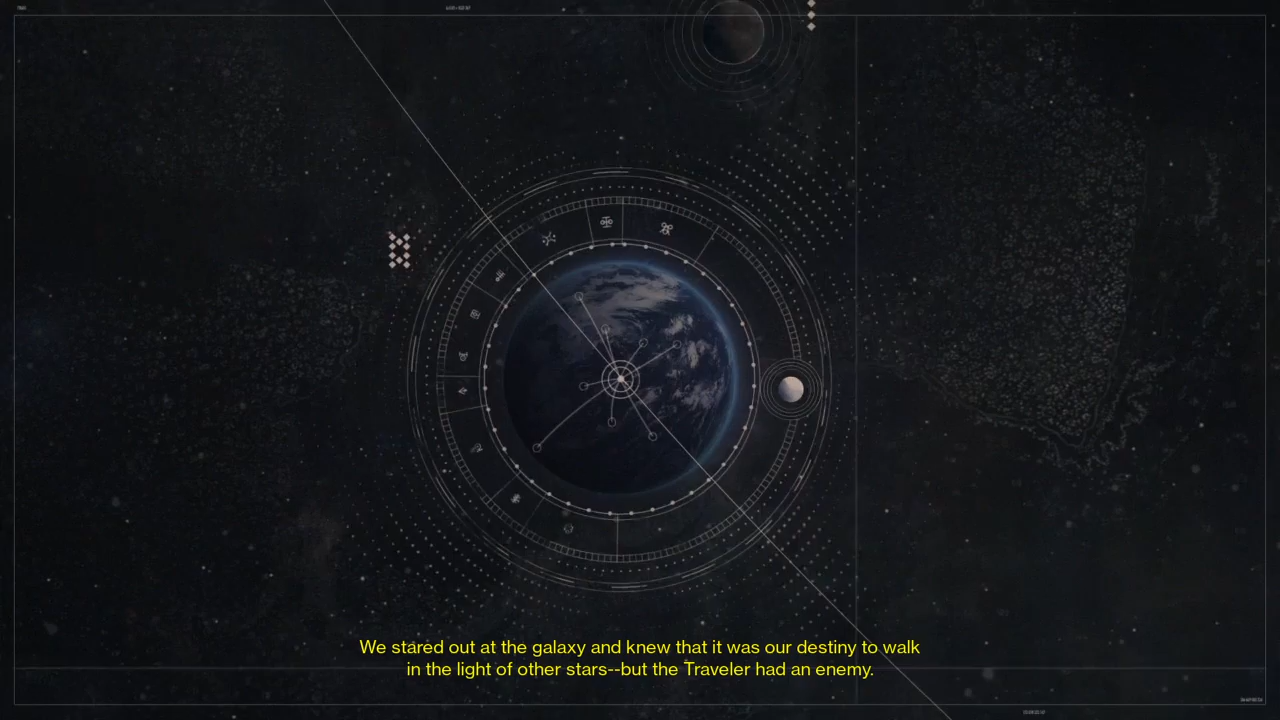 We stared out at the galaxy and knew that it was our destiny to walk
in the light of other stars--but the Traveler had an enemy.